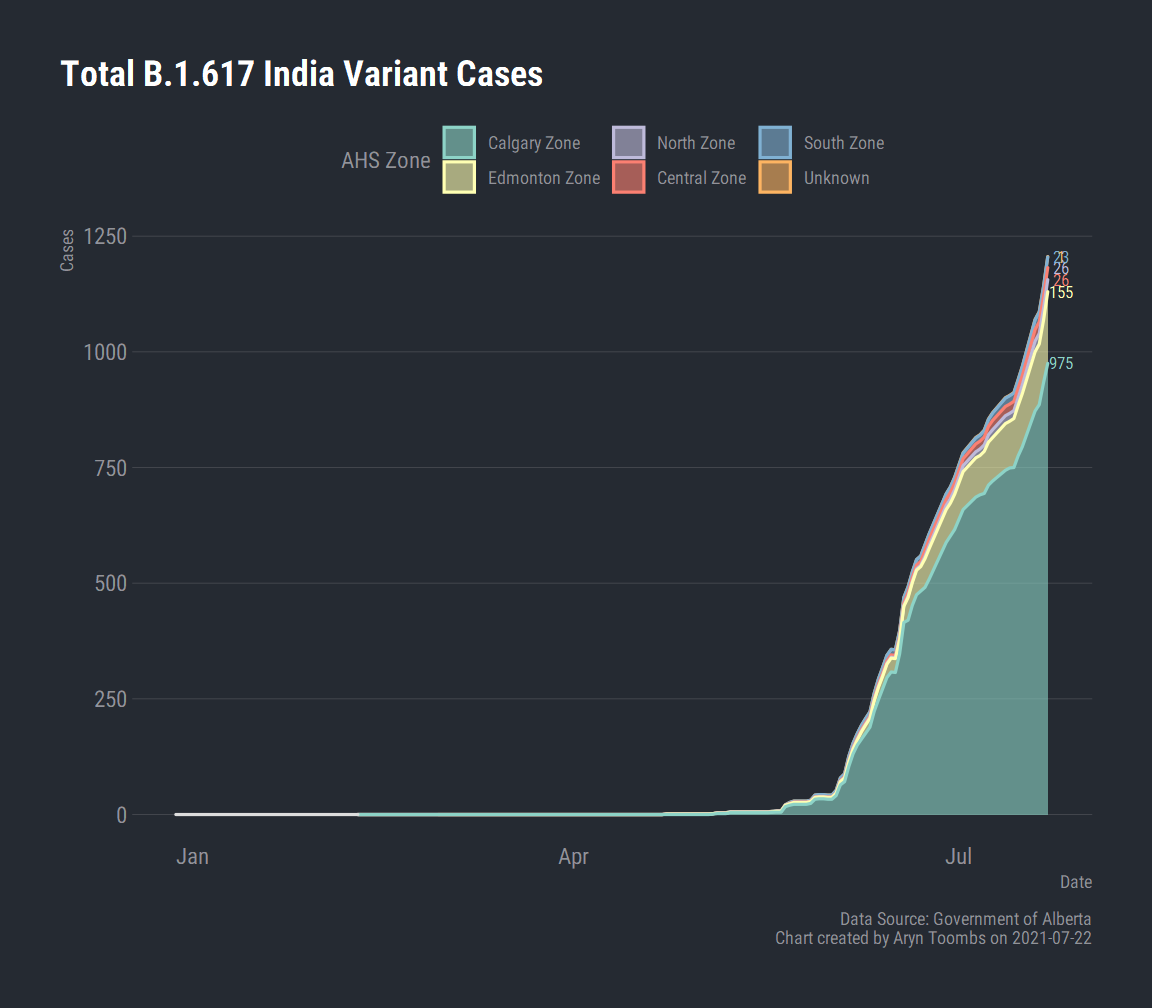 Total B.1.617 India Variant Cases
AHS Zone
Calgary Zone
North Zone
South Zone
Edmonton Zone
Central Zone
Unknown
Cases
1250
1000
750
500
250
0
23
26
26
155
975
Jan
Apr
Jul
Date
Data Source: Government of Alberta
Chart created by Aryn Toombs on 2021-07-22